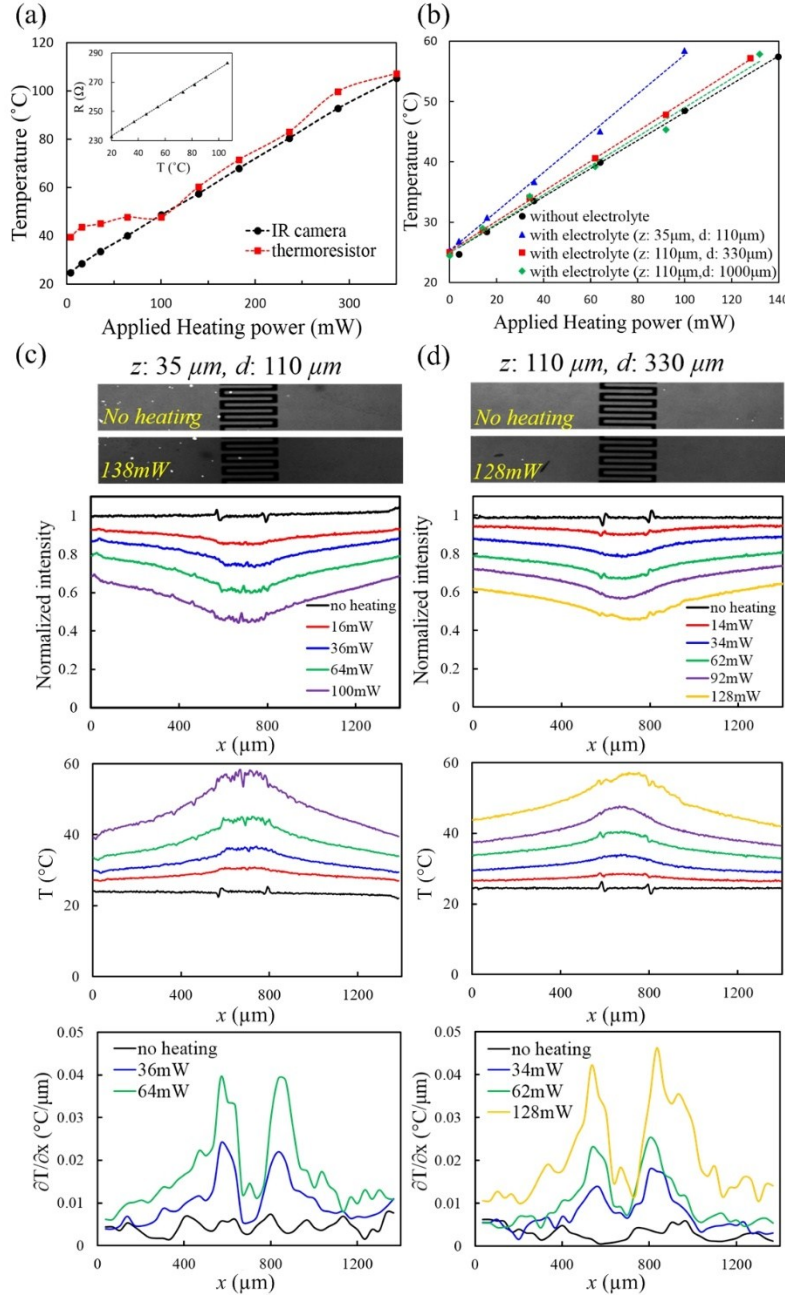 (a)
120
100
80
60
40
20
0
Temperature (˚C)
290
270
250
230
R (Ω)
20 40 60 80 100
T (˚C)
IR camera
thermoresistor
0 100 200 300
Applied Heating power (mW)
(b)
60
50
40
30
20
Temperature (˚C)
without electrolyte
with electrolyte (z: 35μm, d: 110μm)
with electrolyte (z: 110μm, d: 330μm)
with electrolyte (z: 110μm,d: 1000μm)
0 20 40 60 80 100 120 140
Applied Heating power (mW)
(c)
z: 35 μm, d: 110 μm
No heating
138mW
1
0.8
0.6
0.4
0.2
0
Normalized intensity
no heating
16mW
36mW
64mW
100mW
0 400 800 1200
x (μm)
60
40
20
0
T (°C)
0 400 800 1200
x (μm)
0.05
0.04
0.03
0.02
0.01
0
∂T/∂x (°C/μm)
no heating
36mW
64mW
0 400 800 1200
x (μm)
(d)
z: 110 μm, d: 330 μm
No heating
128mW
1
0.8
0.6
0.4
0.2
0
Normalized intensity
no heating
14mW
34mW
62mW
92mW
128mW
0 400 800 1200
x (μm)
60
40
20
0
T (°C)
0 400 800 1200
x (μm)
0.05
0.04
0.03
0.02
0.01
0
∂T/∂x (°C/μm)
no heating
34mW
62mW
128mW
0 400 800 1200
x (μm)